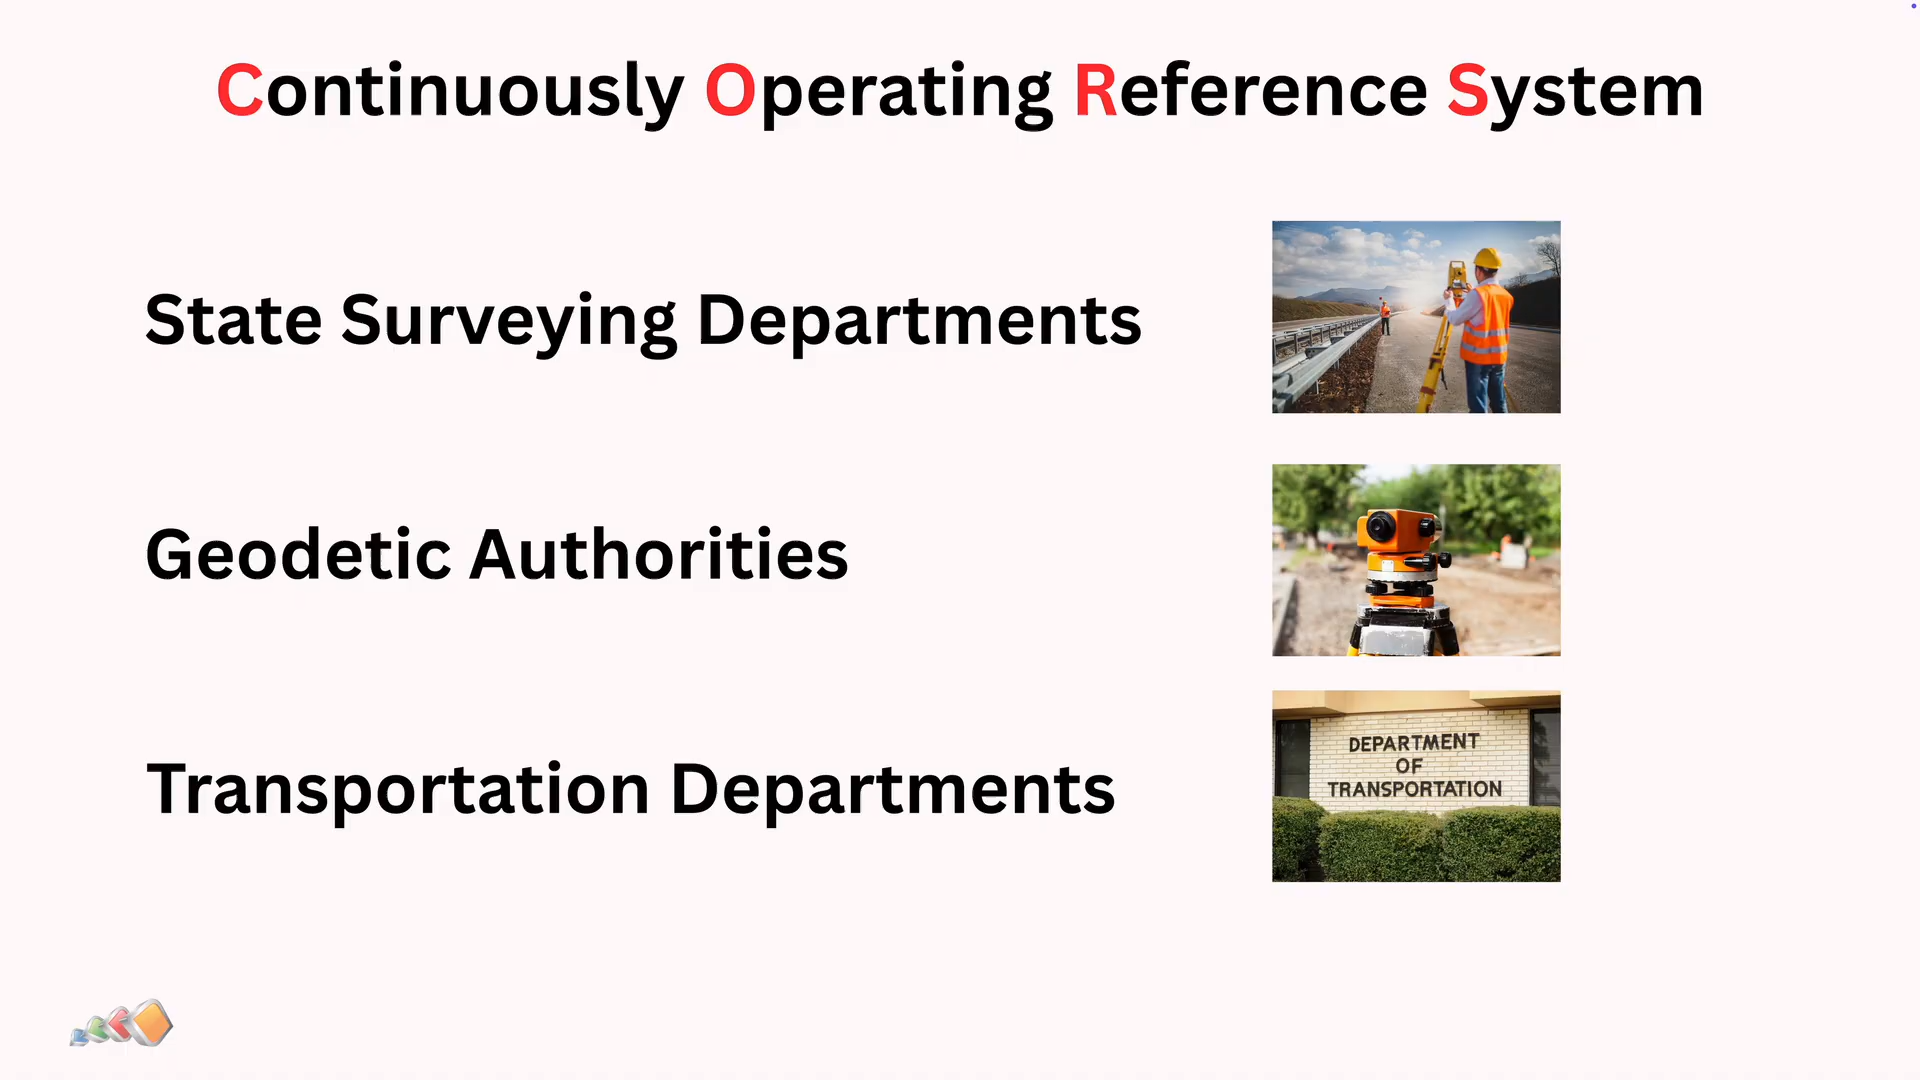 Continuously Operating Reference System
State Surveying Departments
Geodetic Authorities
Transportation Departments
DEPARTMENT
OF
TRANSPORTATION